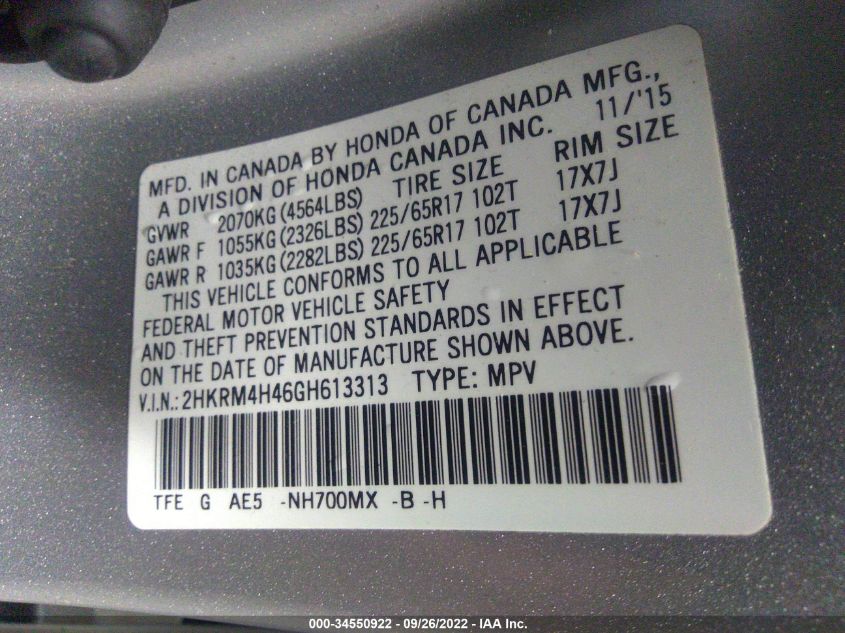 MFD. IN CANADA BY HONDA OF CANADA MFG.,
A DIVISION OF HONDA CANADA INC. 11/'15
GVWR 2070KG (4564LBS) TIRE SIZE RIM SIZE
GAWR F 1055KG (2326LBS) 225/65R17 102T 17X7J
GAWR R 1035KG (2282LBS) 225/65R17 102T 17X7J
THIS VEHICLE CONFORMS TO ALL APPLICABLE
FEDERAL MOTOR VEHICLE SAFETY
AND THEFT PREVENTION STANDARDS IN EFFECT
ON THE DATE OF MANUFACTURE SHOWN ABOVE.
V.I.N.: 2HKRM4H46GH613313 TYPE: MPV
TFE G AE5 -NH700MX -B -H
000-34550922 - 09/26/2022 - IAA Inc.